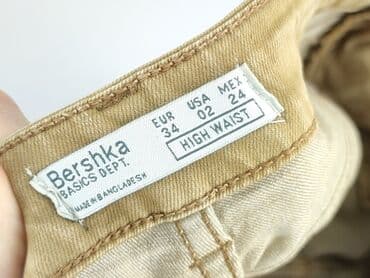 Bershka
BASICS DEPT.
MADE IN BANGLADESH
EUR USA MEX
34 02 24
HIGH WAIST